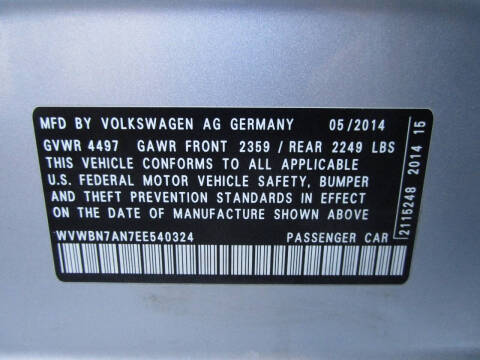 MFD BY VOLKSWAGEN AG GERMANY 05/2014
GVWR 4497 GAWR FRONT 2359 / REAR 2249 LBS
THIS VEHICLE CONFORMS TO ALL APPLICABLE
U.S. FEDERAL MOTOR VEHICLE SAFETY, BUMPER
AND THEFT PREVENTION STANDARDS IN EFFECT
ON THE DATE OF MANUFACTURE SHOWN ABOVE
WVWBN7AN7EE540324 PASSENGER CAR
2115248 2014 15